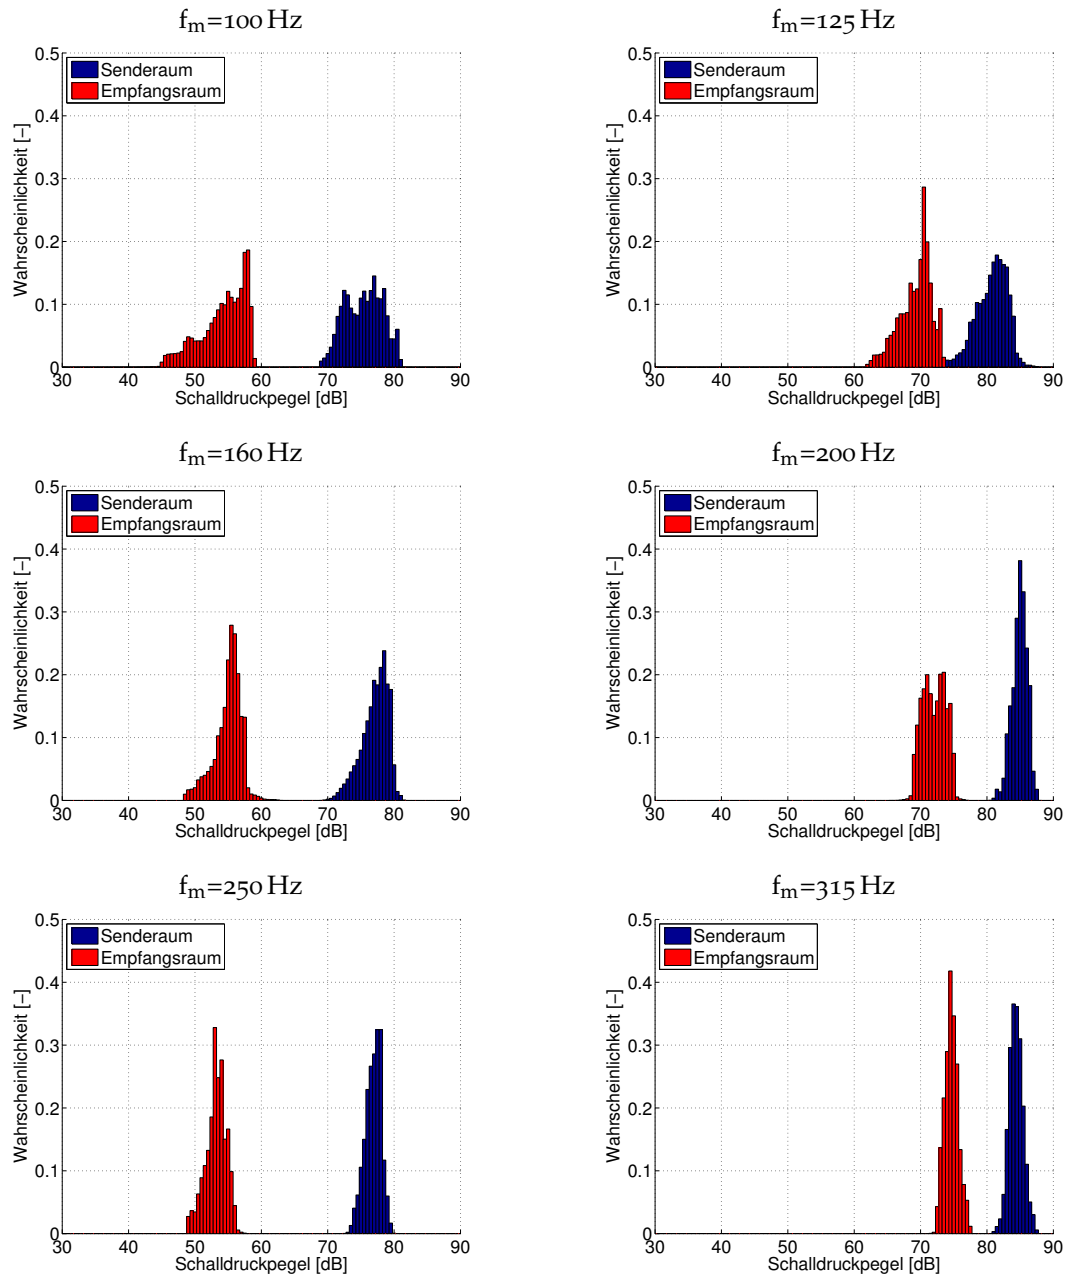 fm=100 Hz
0.5
0.4
0.3
0.2
0.1
0
Wahrscheinlichkeit [−]
Senderaum
Empfangsraum
30 40 50 60 70 80 90
Schalldruckpegel [dB]
fm=125 Hz
0.5
0.4
0.3
0.2
0.1
0
Wahrscheinlichkeit [−]
Senderaum
Empfangsraum
30 40 50 60 70 80 90
Schalldruckpegel [dB]
fm=160 Hz
0.5
0.4
0.3
0.2
0.1
0
Wahrscheinlichkeit [−]
Senderaum
Empfangsraum
30 40 50 60 70 80 90
Schalldruckpegel [dB]
fm=200 Hz
0.5
0.4
0.3
0.2
0.1
0
Wahrscheinlichkeit [−]
Senderaum
Empfangsraum
30 40 50 60 70 80 90
Schalldruckpegel [dB]
fm=250 Hz
0.5
0.4
0.3
0.2
0.1
0
Wahrscheinlichkeit [−]
Senderaum
Empfangsraum
30 40 50 60 70 80 90
Schalldruckpegel [dB]
fm=315 Hz
0.5
0.4
0.3
0.2
0.1
0
Wahrscheinlichkeit [−]
Senderaum
Empfangsraum
30 40 50 60 70 80 90
Schalldruckpegel [dB]